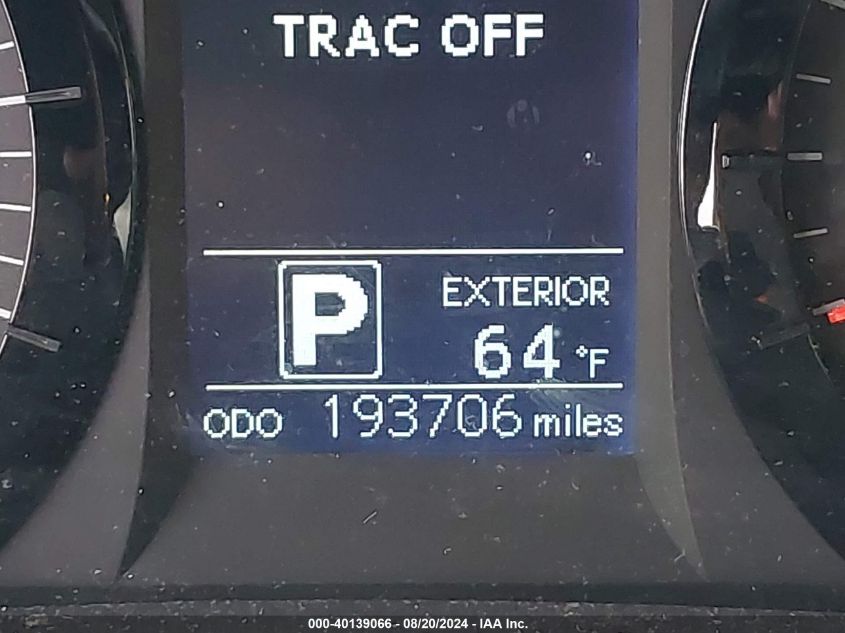 TRAC OFF
P
EXTERIOR
64 °F
ODO 193706 miles
000-40139066 - 08/20/2024 - IAA Inc.